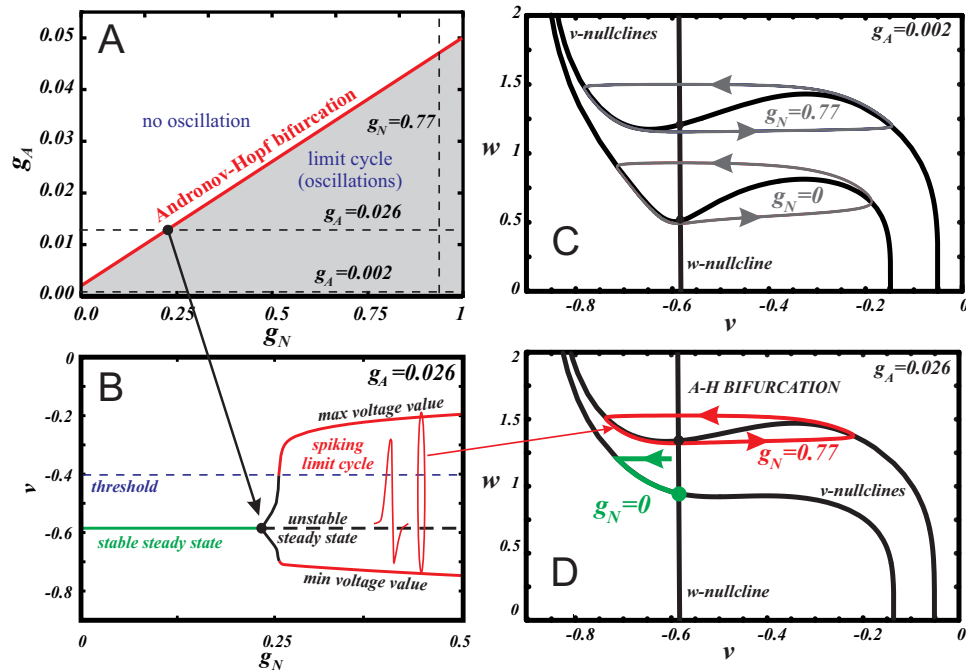 A
0.05
0.04
0.03
0.02
0.01
0.00
g_A
no oscillation
Andronov-Hopf bifurcation
g_N=0.77
limit cycle
(oscillations)
g_A=0.026
g_A=0.002
0.0
0.25
0.5
0.75
1
g_N
C
2
1.5
1
0.5
0
w
v-nullclines
g_A=0.002
g_N=0.77
g_N=0
w-nullcline
-0.8
-0.6
-0.4
-0.2
0
v
B
0
-0.2
-0.4
-0.6
-0.8
v
g_A=0.026
max voltage value
spiking
limit cycle
threshold
unstable
steady state
stable steady state
min voltage value
0
0.25
0.5
g_N
D
2
1.5
1
0.5
0
w
A-H BIFURCATION
g_A=0.026
g_N=0.77
v-nullclines
g_N=0
w-nullcline
-0.8
-0.6
-0.4
-0.2
0
v